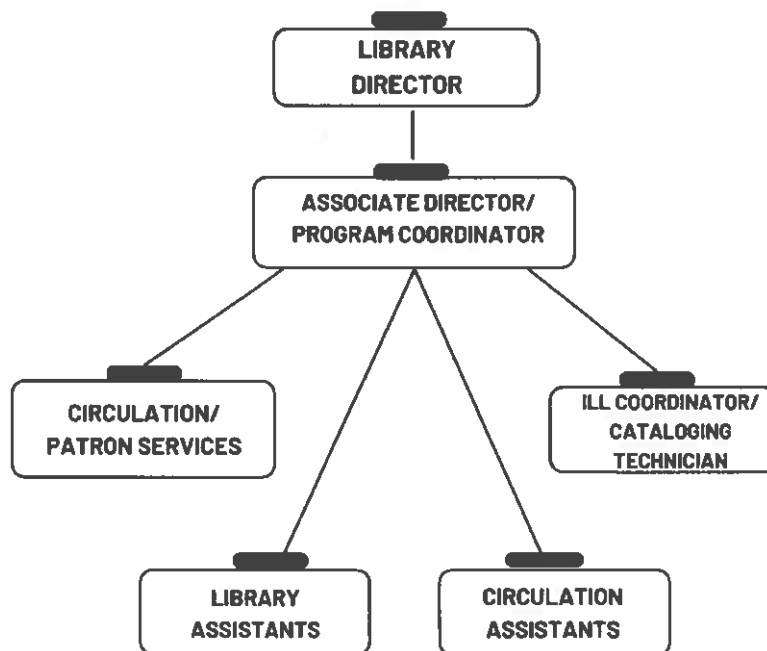 LIBRARY
DIRECTOR
ASSOCIATE DIRECTOR/
PROGRAM COORDINATOR
CIRCULATION/
PATRON SERVICES
ILL COORDINATOR/
CATALOGING
TECHNICIAN
LIBRARY
ASSISTANTS
CIRCULATION
ASSISTANTS